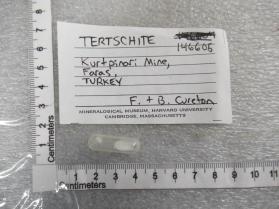 TERTSCHITE
146605
Kurtpinari Mine,
Faras,
TURKEY
F. + B. Cureton
MINERALOGICAL MUSEUM, HARVARD UNIVERSITY
CAMBRIDGE, MASSACHUSETTS
Centimeters
1 2 3 4 5 6 7
Centimeters
1 2 3 4 5 6 7 8 9 10 11